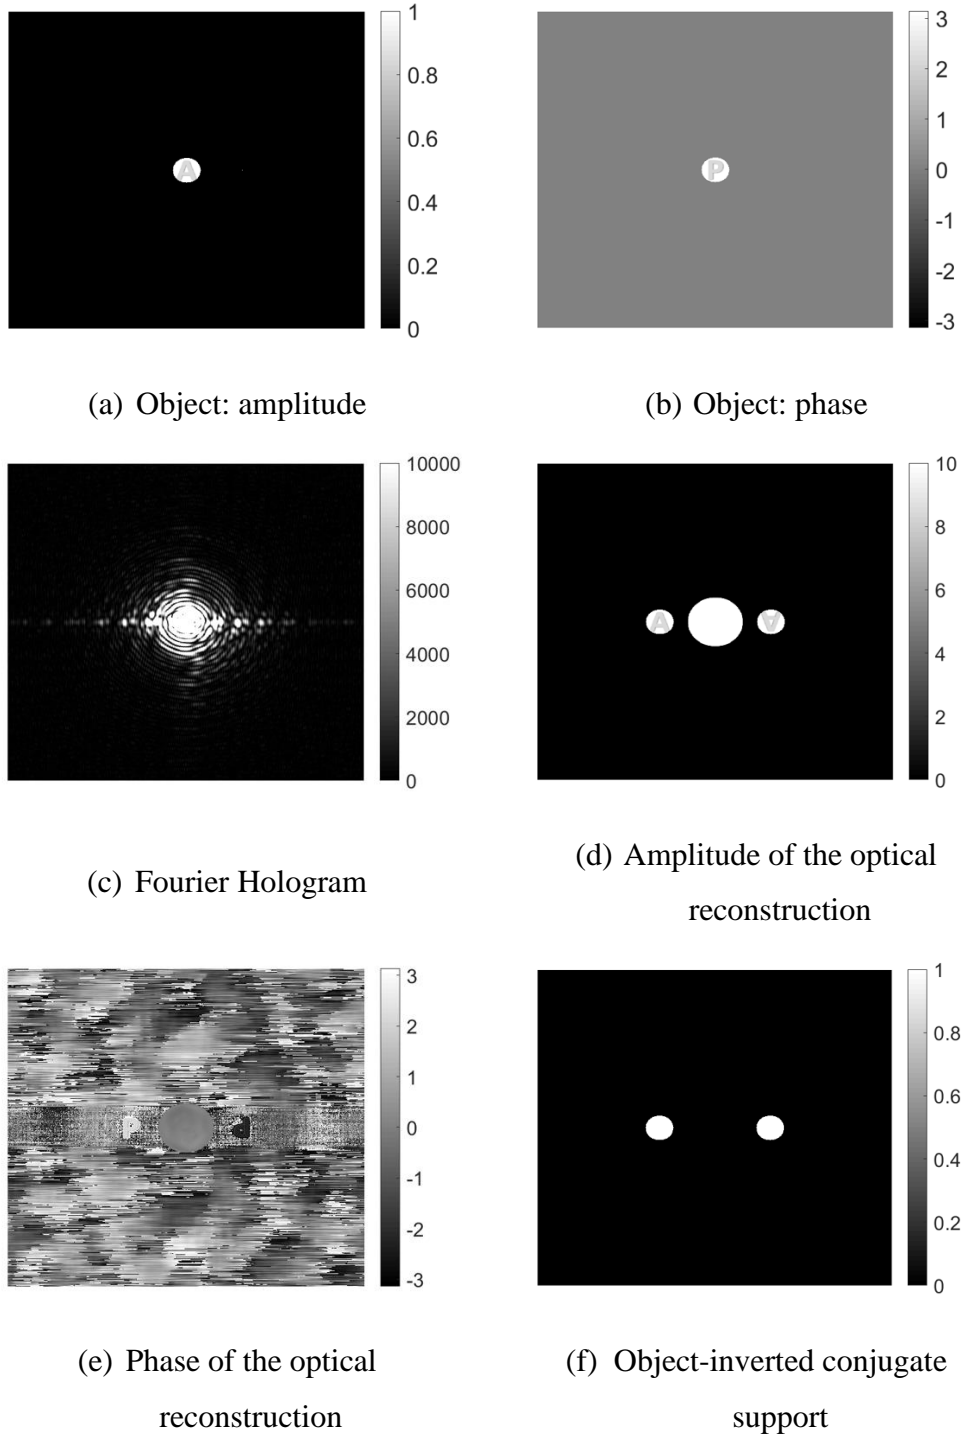 1
0.8
0.6
0.4
0.2
0
A
3
2
1
0
-1
-2
-3
P
(a) Object: amplitude
(b) Object: phase
10000
8000
6000
4000
2000
0
10
8
6
4
2
0
A
A
(c) Fourier Hologram
(d) Amplitude of the optical
reconstruction
3
2
1
0
-1
-2
-3
P
P
1
0.8
0.6
0.4
0.2
0
(e) Phase of the optical
reconstruction
(f) Object-inverted conjugate
support